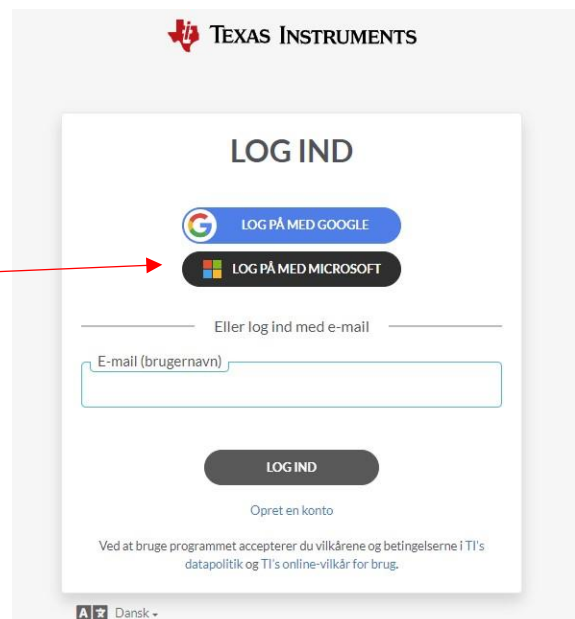 TEXAS INSTRUMENTS
LOG IND
LOG PÅ MED GOOGLE
LOG PÅ MED MICROSOFT
Eller log ind med e-mail
E-mail (brugernavn)
LOG IND
Opret en konto
Ved at bruge programmet accepterer du vilkårene og betingelserne i TI's
datapolitik og TI's online-vilkår for brug.
Dansk